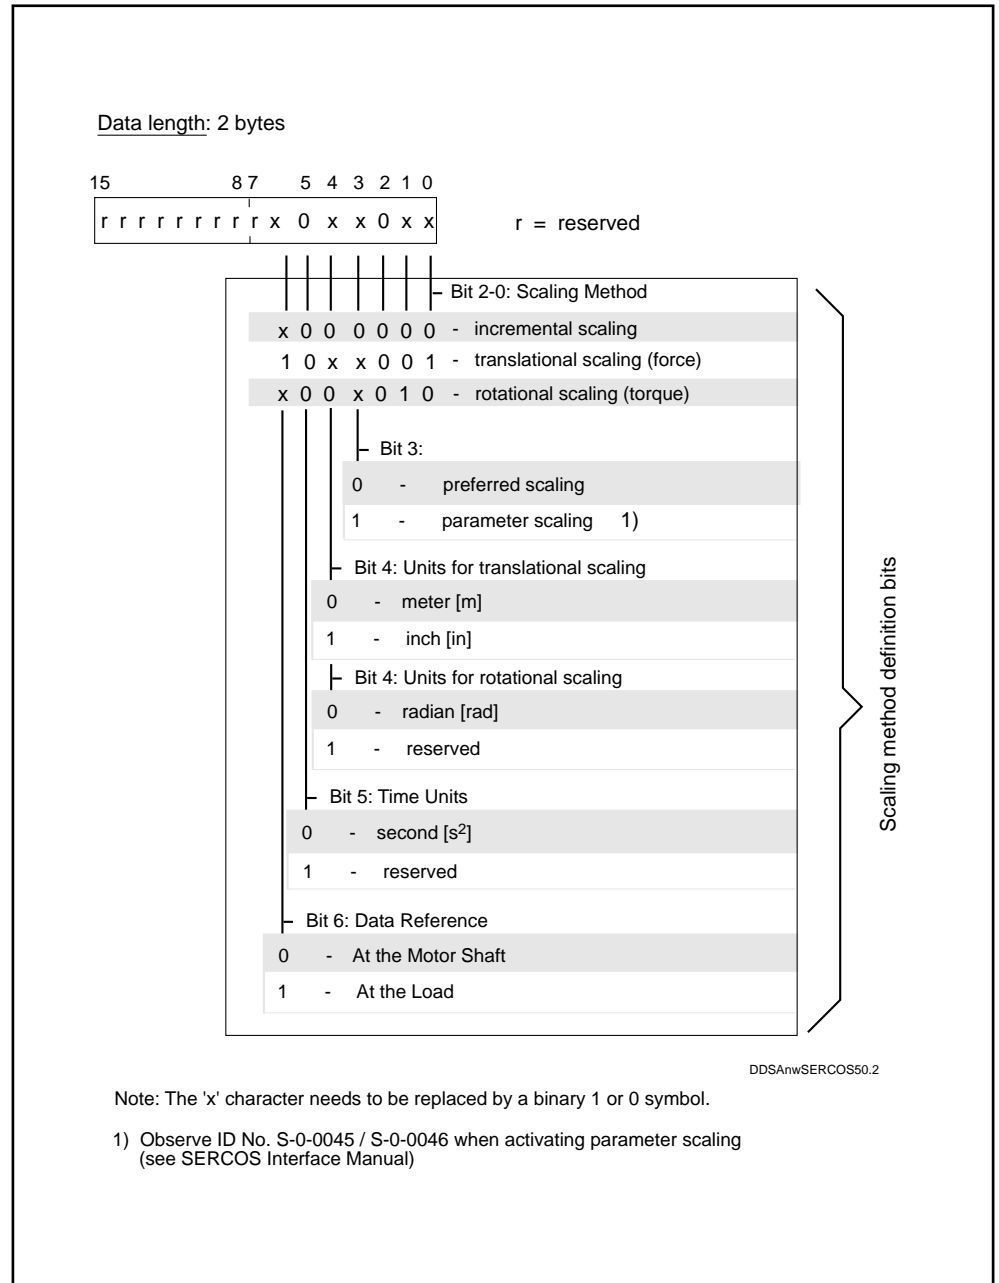 Data length: 2 bytes
15 8 7 5 4 3 2 1 0
r r r r r r r r r x 0 x x 0 x x
r = reserved
Bit 2-0: Scaling Method
x 0 0 0 0 0 0 - incremental scaling
1 0 x x 0 0 1 - translational scaling (force)
x 0 0 x 0 1 0 - rotational scaling (torque)
Bit 3:
0 - preferred scaling
1 - parameter scaling 1)
Bit 4: Units for translational scaling
0 - meter [m]
1 - inch [in]
Bit 4: Units for rotational scaling
0 - radian [rad]
1 - reserved
Bit 5: Time Units
0 - second [s²]
1 - reserved
Bit 6: Data Reference
0 - At the Motor Shaft
1 - At the Load
Scaling method definition bits
DDSAnwSERCOS50.2
Note: The 'x' character needs to be replaced by a binary 1 or 0 symbol.
1) Observe ID No. S-0-0045 / S-0-0046 when activating parameter scaling
(see SERCOS Interface Manual)